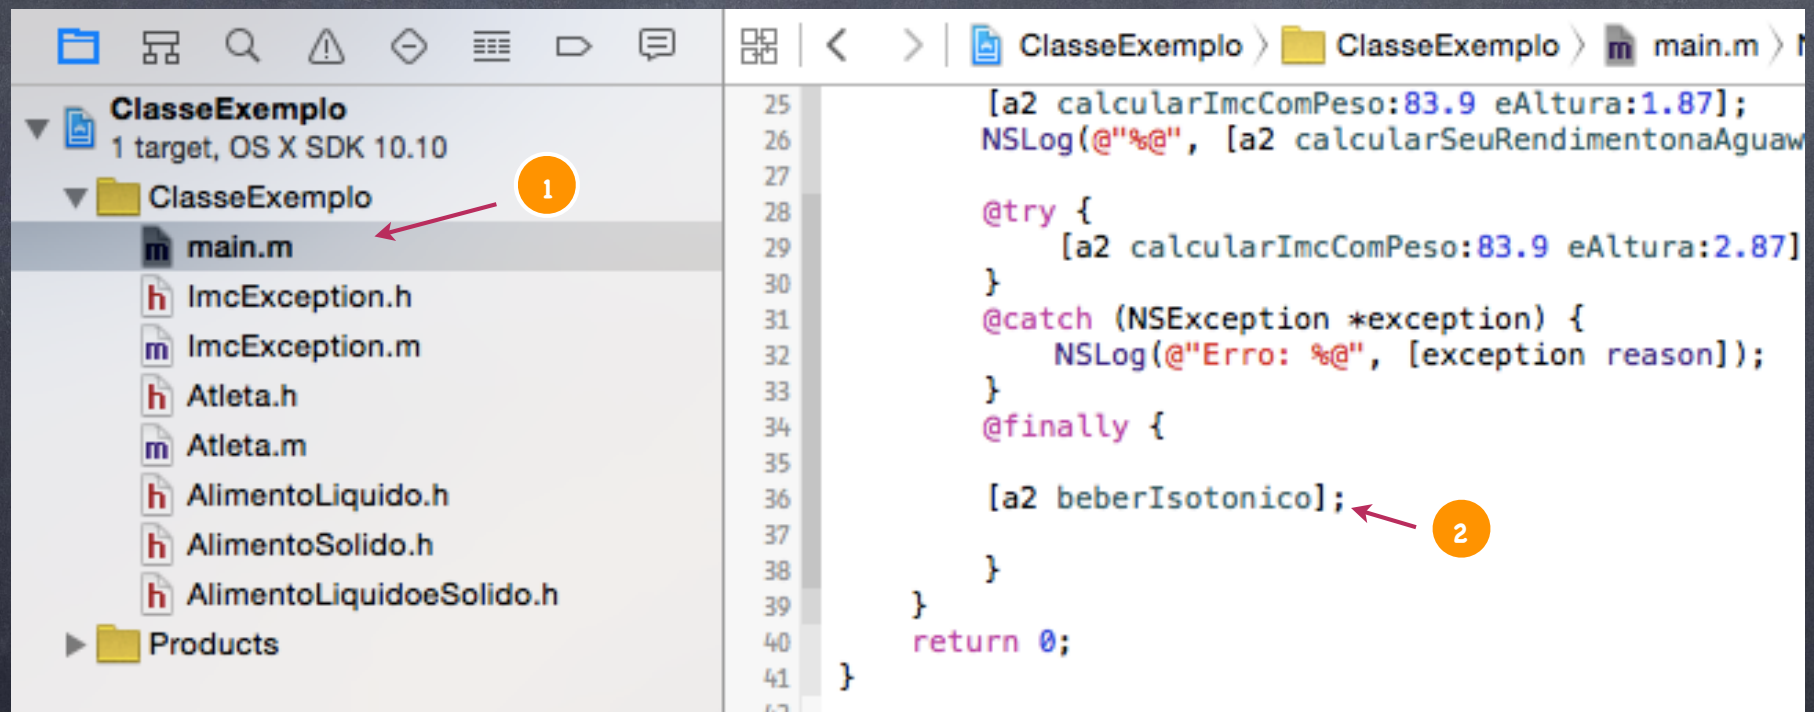 ClasseExemplo
1 target, OS X SDK 10.10
ClasseExemplo
1
main.m
ImcException.h
ImcException.m
Atleta.h
Atleta.m
AlimentoLiquido.h
AlimentoSolido.h
AlimentoLiquidoeSolido.h
Products
ClasseExemplo 〉 ClasseExemplo 〉 main.m 〉
25 [a2 calcularImcComPeso:83.9 eAltura:1.87];
26 NSLog(@"%@", [a2 calcularSeuRendimentonaAguaw
27
28 @try {
29 [a2 calcularImcComPeso:83.9 eAltura:2.87]
30 }
31 @catch (NSException *exception) {
32 NSLog(@"Erro: %@", [exception reason]);
33 }
34 @finally {
35
36 [a2 beberIsotonico];
2
37
38 }
39 }
40 return 0;
41 }